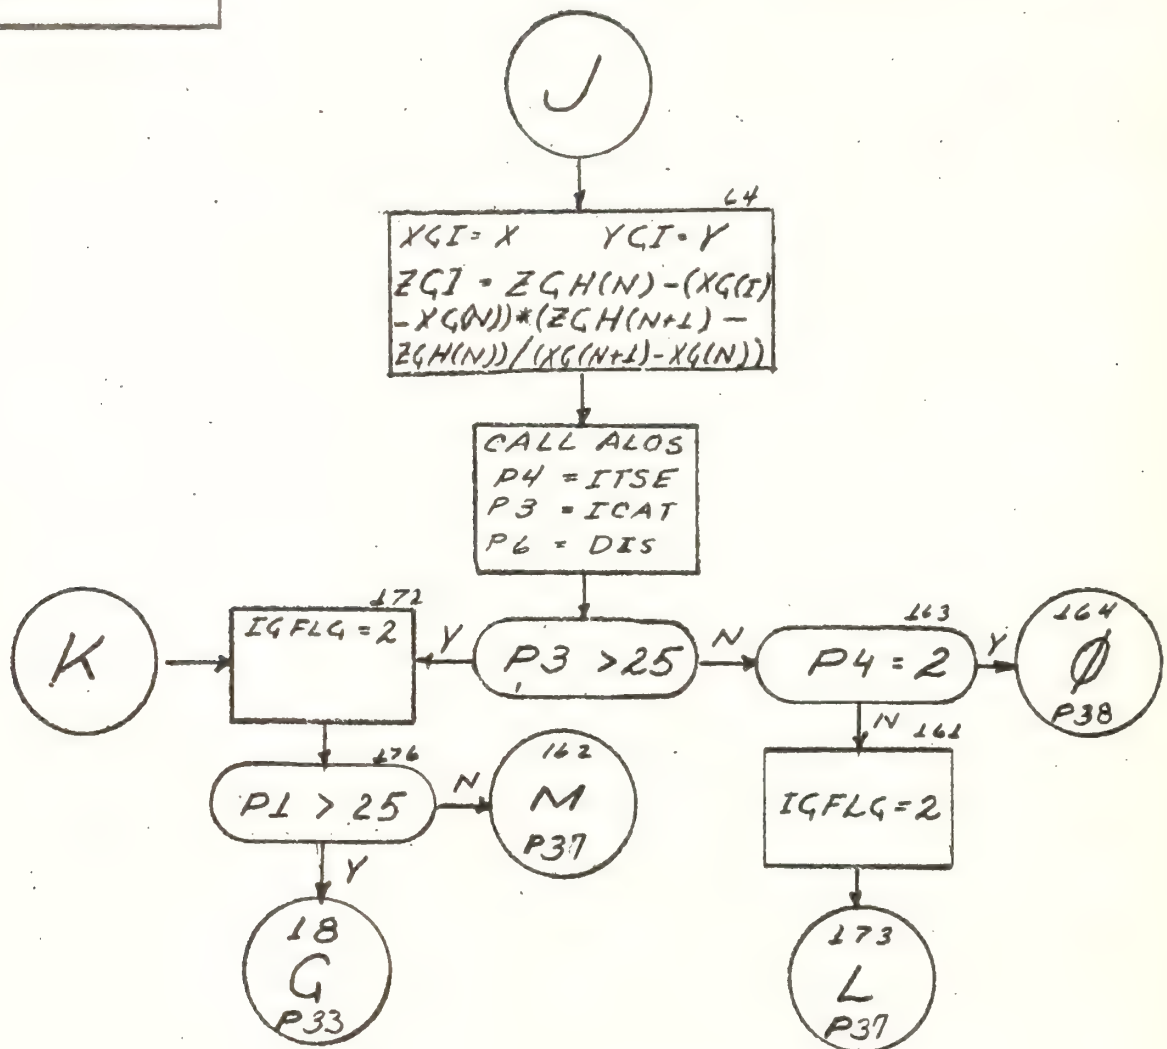 J
64
XGI = X YGI = Y
ZGI = ZGH(N) - (XG(I)
- XG(N)) * (ZGH(N+1) -
ZGH(N)) / (XG(N+1) - XG(N))
CALL ALOS
P4 = ITSE
P3 = ICAT
P6 = DIS
K
172
IGFLG = 2
Y
P3 > 25
N
163
P4 = 2
Y
164
Ø
P38
176
P1 > 25
N
162
M
P37
N
161
IGFLG = 2
Y
18
G
P33
173
L
P37